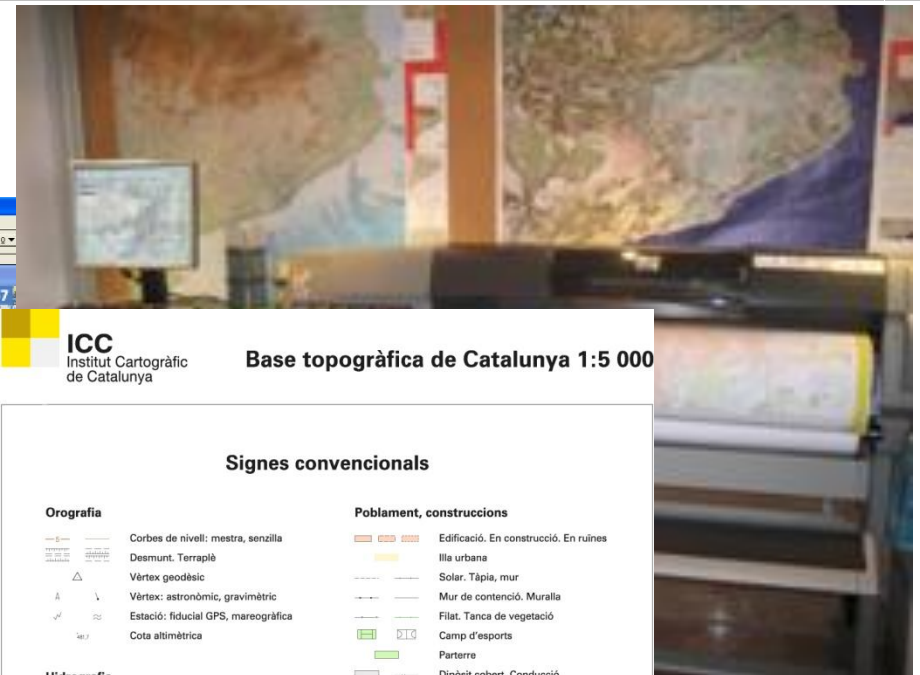 ICC
Institut Cartogràfic
de Catalunya
Base topogràfica de Catalunya 1:5 000
Signes convencionals
Orografia
Corbes de nivell: mestra, senzilla
Desmunt. Terraplè
Vèrtex geodèsic
Vèrtex: astronòmic, gravimètric
Estació: fiducial GPS, mareogràfica
Cota altimètrica
Poblament, construccions
Edificació. En construcció. En ruïnes
Illa urbana
Solar. Tàpia, mur
Mur de contenció. Muralla
Filat. Tanca de vegetació
Camp d'esports
Parterre